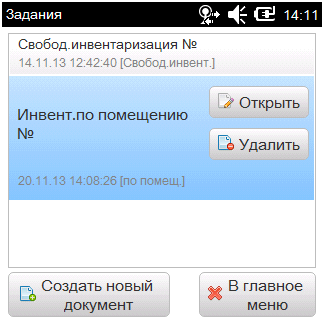 Задания 14:11
Свобод.инвентаризация №
14.11.13 12:42:40 [Свобод.инвент.]
Инвент.по помещению
№
Открыть
Удалить
20.11.13 14:08:26 [по помещ.]
Создать новый
документ
В главное
меню